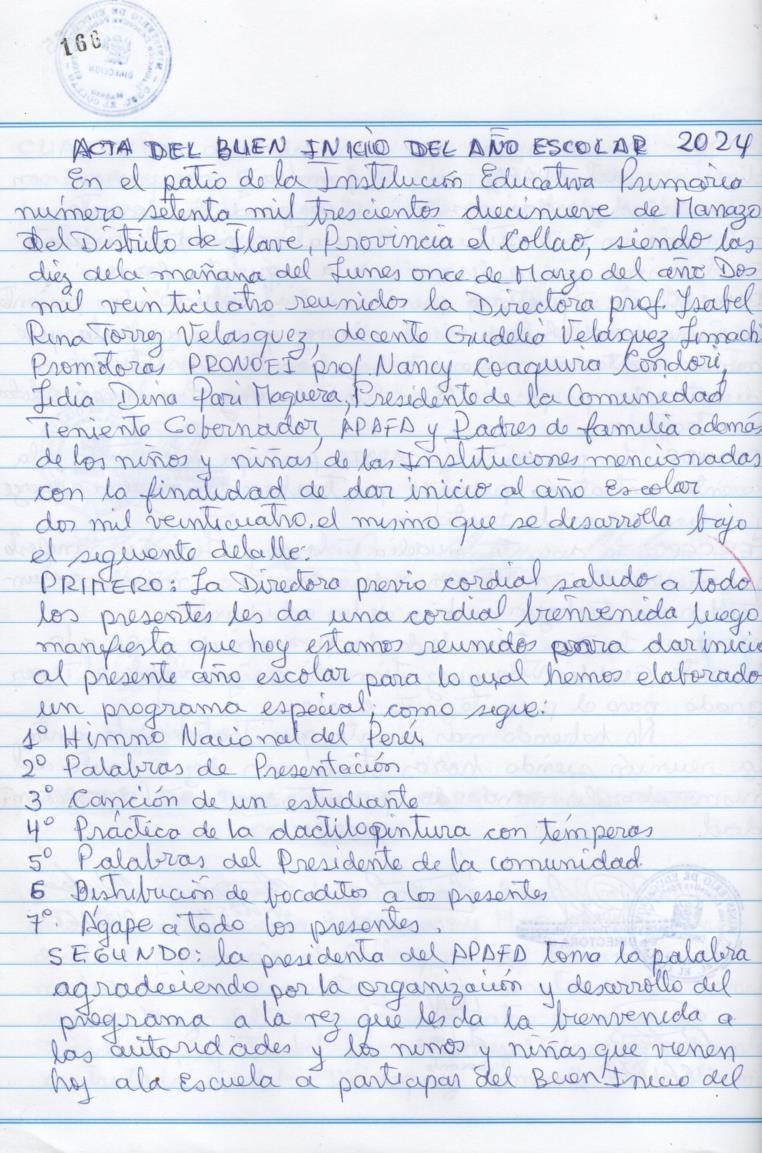 166
ACTA DEL BUEN INICIO DEL AÑO ESCOLAR 2024
En el patio de la Institución Educativa Primaria
numero setenta mil trescientos diecinueve de Manazo
del Distrito de Ilave, Provincia el Collao, siendo las
diez dela mañana del Lunes once de Marzo del año Dos
mil veinticuatro reunidos la Directora prof. Isabel
Rina Torrez Velasquez, docente Gudelia Velasquez Limachi
Promotoras PRONOEI prof. Nancy Coaquira Condori,
Lidia Dina Pari Maquera, Presidente de la Comunidad
Teniente Gobernador, APAFA y Padres de familia además
de los niños y niñas de las Instituciones mencionadas
con la finalidad de dar inicio al año Escolar
dos mil veinticuatro. el mismo que se desarrolla bajo
el siguiente detalle:
PRIMERO: La Directora previo cordial saludo a todo
los presentes les da una cordial bienvenida luego
manifiesta que hoy estamos reunidos para dar inicio
al presente año escolar para lo cual hemos elaborado
un programa especial, como sigue:
1º Himno Nacional del Perú
2º Palabras de Presentación
3º Canción de un estudiante
4º Práctica de la dactilopintura con témperas
5º Palabras del Presidente de la comunidad
6 Distribución de bocaditos a los presentes
7º. Agape a todo los presentes.
SEGUNDO: la presidenta del APAFA toma la palabra
agradeciendo por la organización y desarrollo del
programa a la vez que les da la bienvenida a
las autoridades y los niños y niñas que vienen
hoy ala Escuela a participar del Buen Inicio del